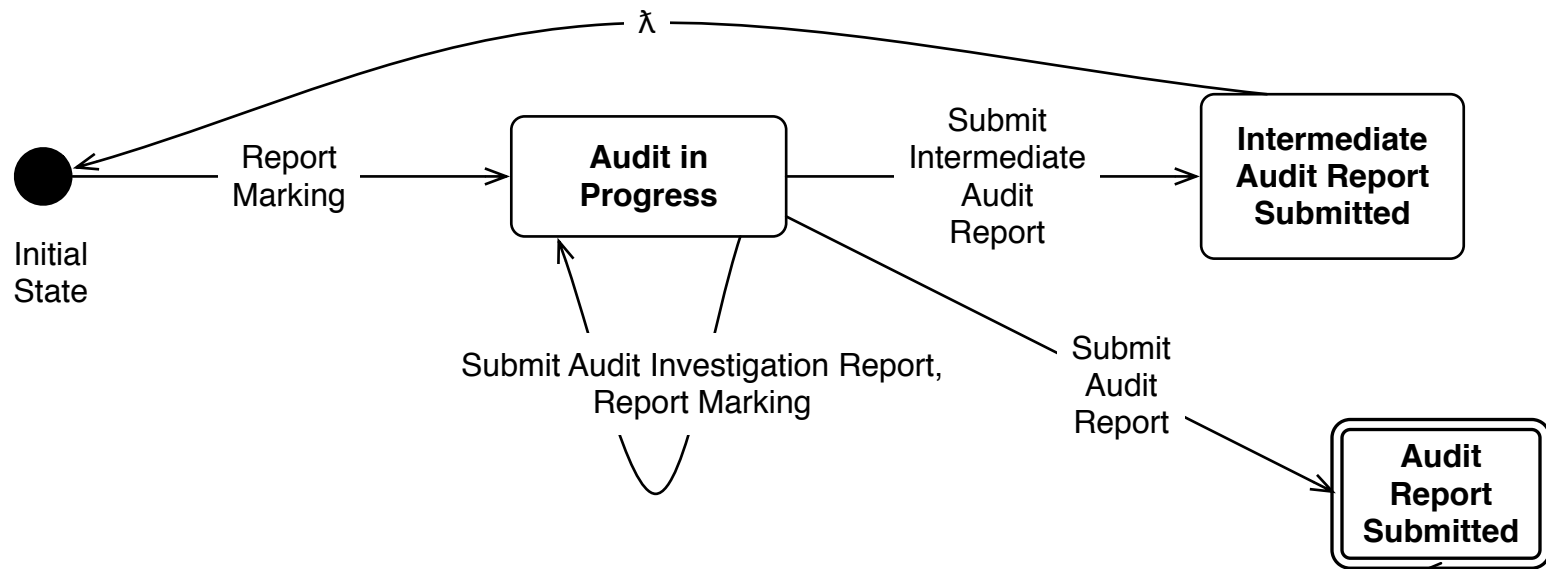 ƛ
Report
Marking
Audit in
Progress
Submit
Intermediate
Audit
Report
Intermediate
Audit Report
Submitted
Initial
State
Submit Audit Investigation Report,
Report Marking
Submit
Audit
Report
Audit
Report
Submitted